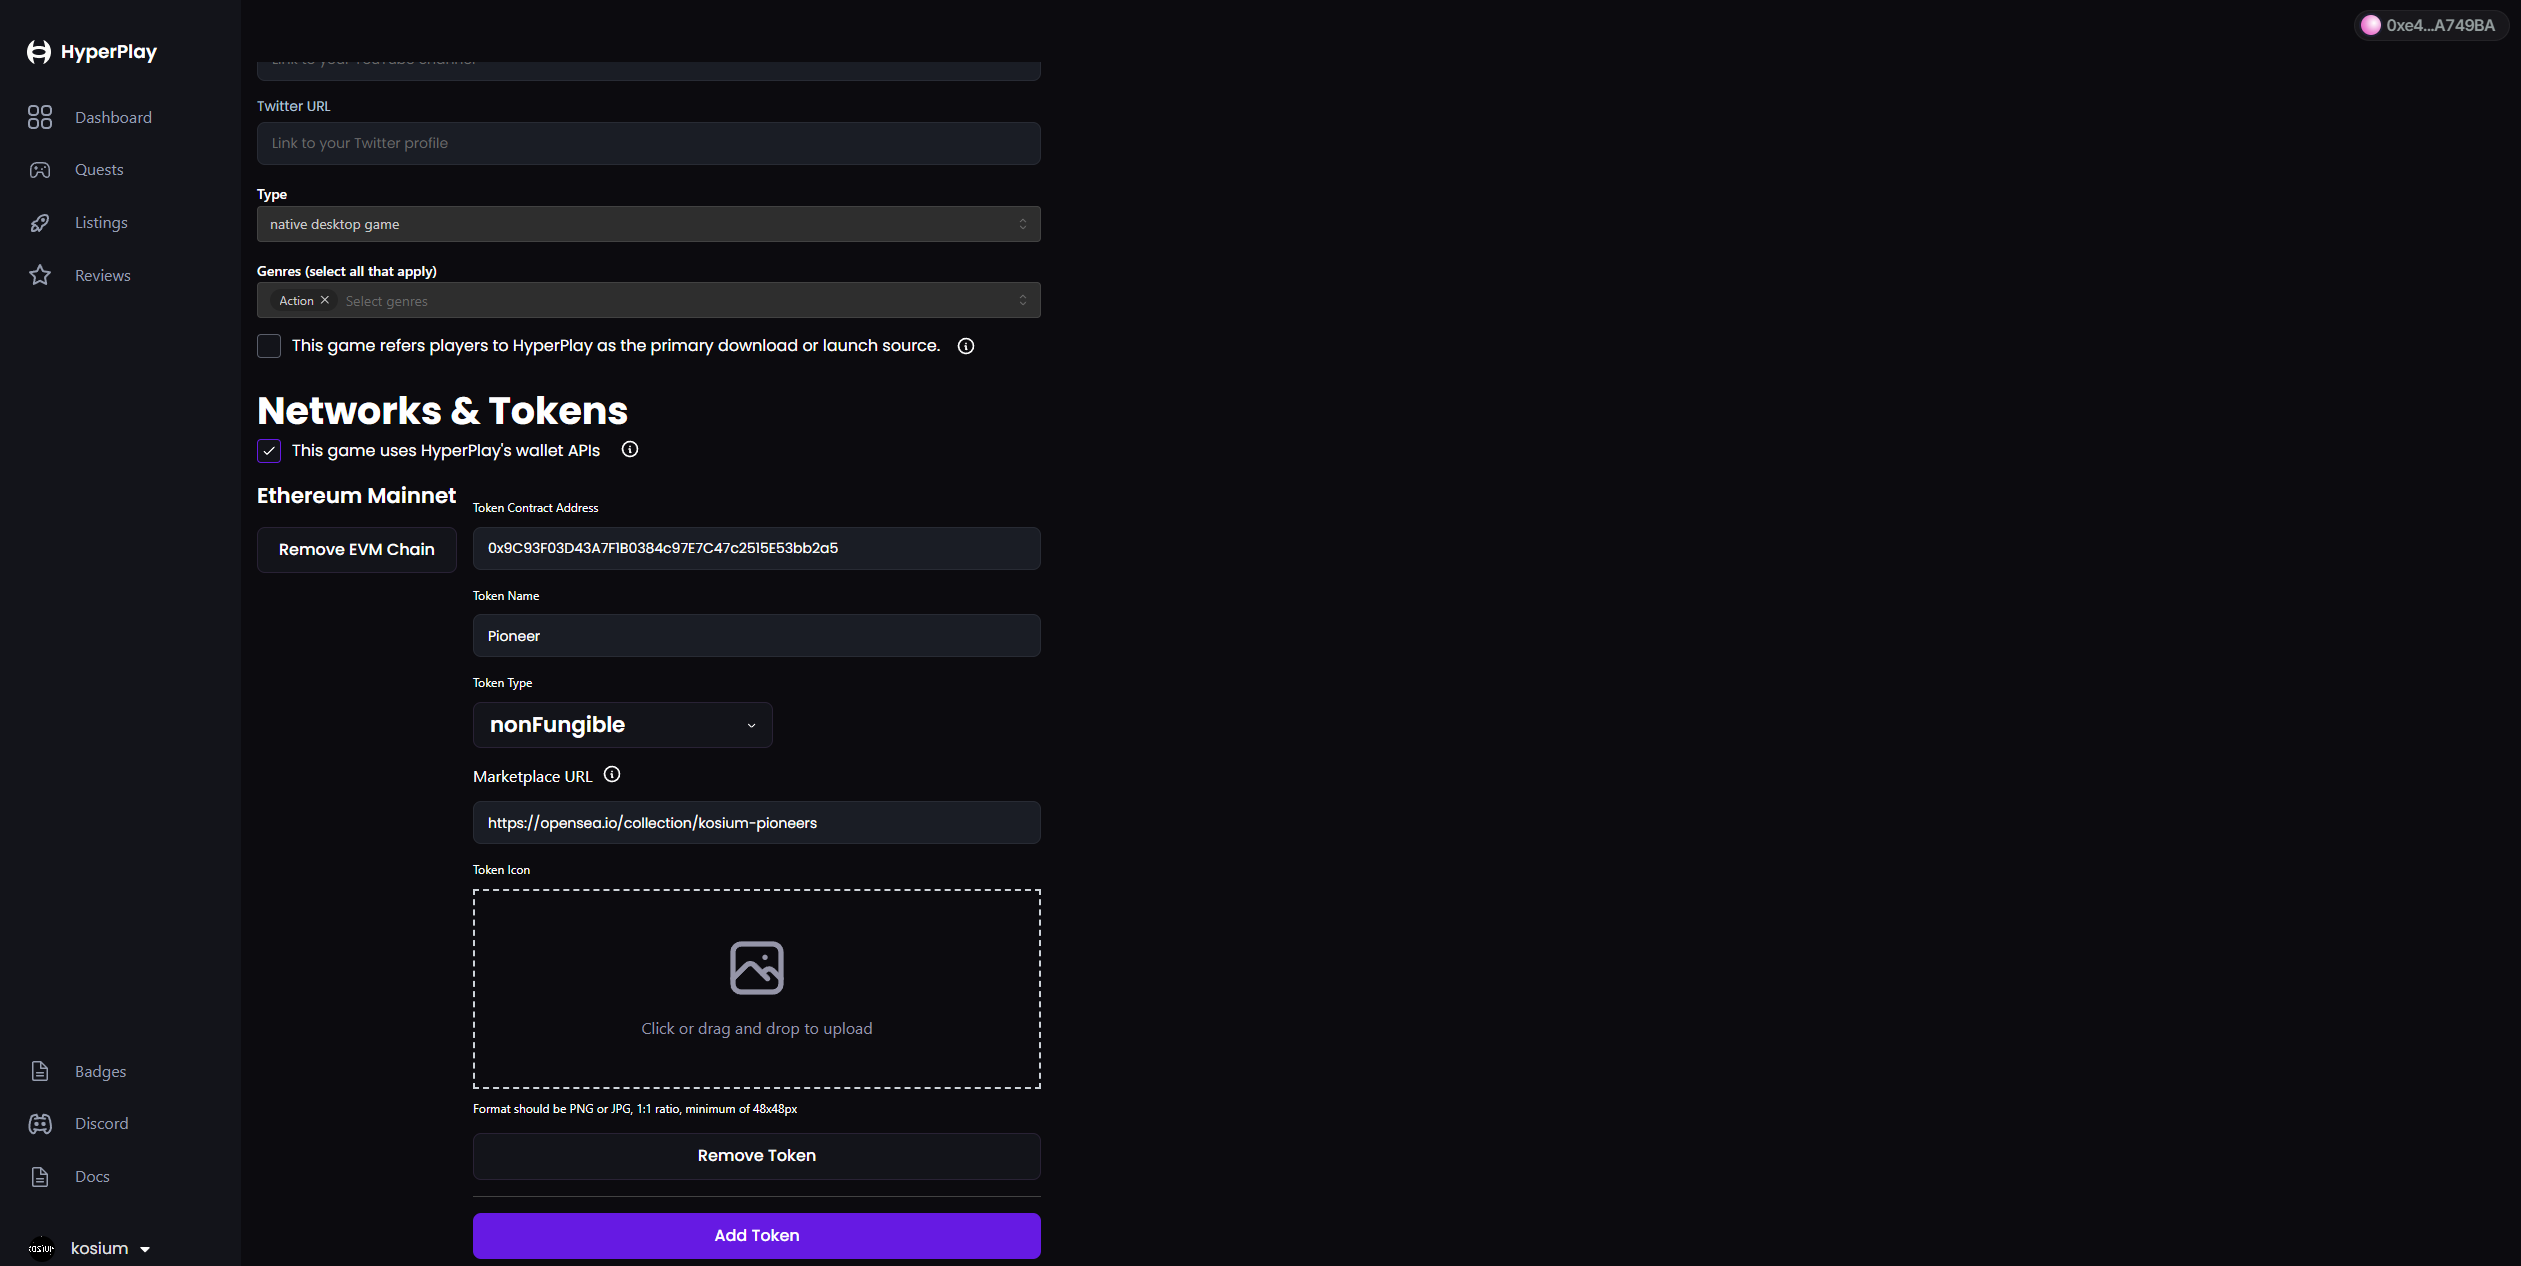 HyperPlay
Dashboard
Quests
Listings
Reviews
Badges
Discord
Docs
kosium
0xe4...A749BA
Link to your YouTube channel
Twitter URL
Link to your Twitter profile
Type
native desktop game
Genres (select all that apply)
Action Select genres
This game refers players to HyperPlay as the primary download or launch source.
Networks & Tokens
This game uses HyperPlay's wallet APIs
Ethereum Mainnet
Remove EVM Chain
Token Contract Address
0x9C93F03D43A7F1B0384c97E7C47c2515E53bb2a5
Token Name
Pioneer
Token Type
nonFungible
Marketplace URL
https://opensea.io/collection/kosium-pioneers
Token Icon
Click or drag and drop to upload
Format should be PNG or JPG, 1:1 ratio, minimum of 48x48px
Remove Token
Add Token